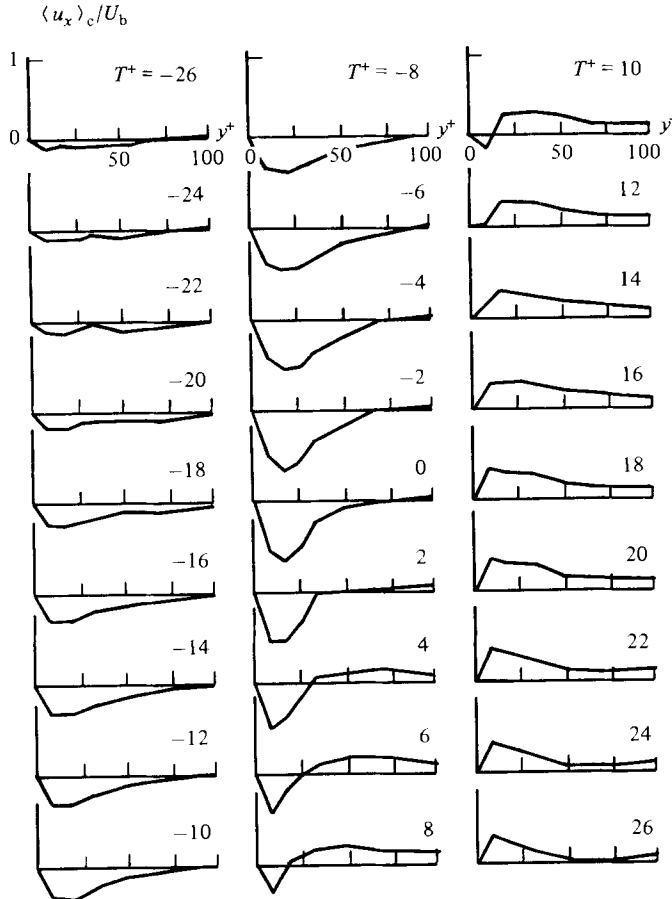 ⟨u_x⟩_c/U_b
1 T⁺ = −26 T⁺ = −8 T⁺ = 10
0 50 100 y⁺ 0 50 100 y⁺ 0 50 100 y
−24 −6 12
−22 −4 14
−20 −2 16
−18 0 18
−16 2 20
−14 4 22
−12 6 24
−10 8 26